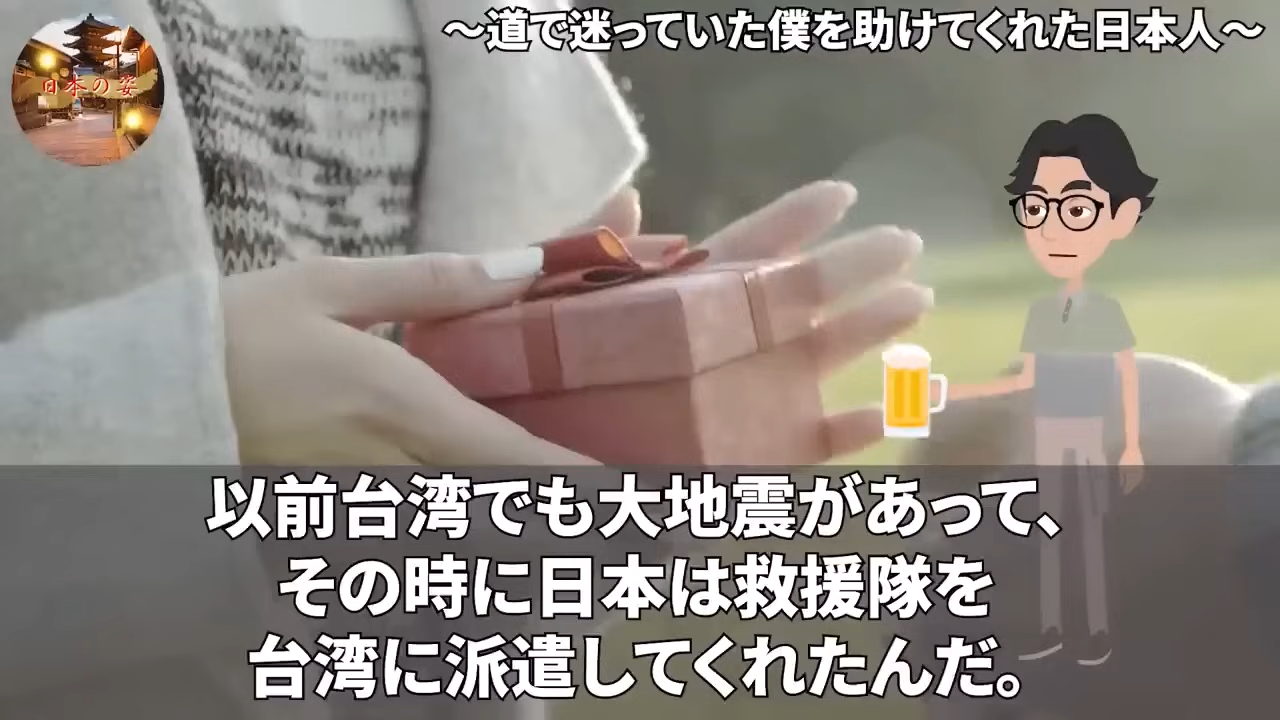 ～道で迷っていた僕を助けてくれた日本人～
日本の姿
以前台湾でも大地震があって、
その時に日本は救援隊を
台湾に派遣してくれたんだ。